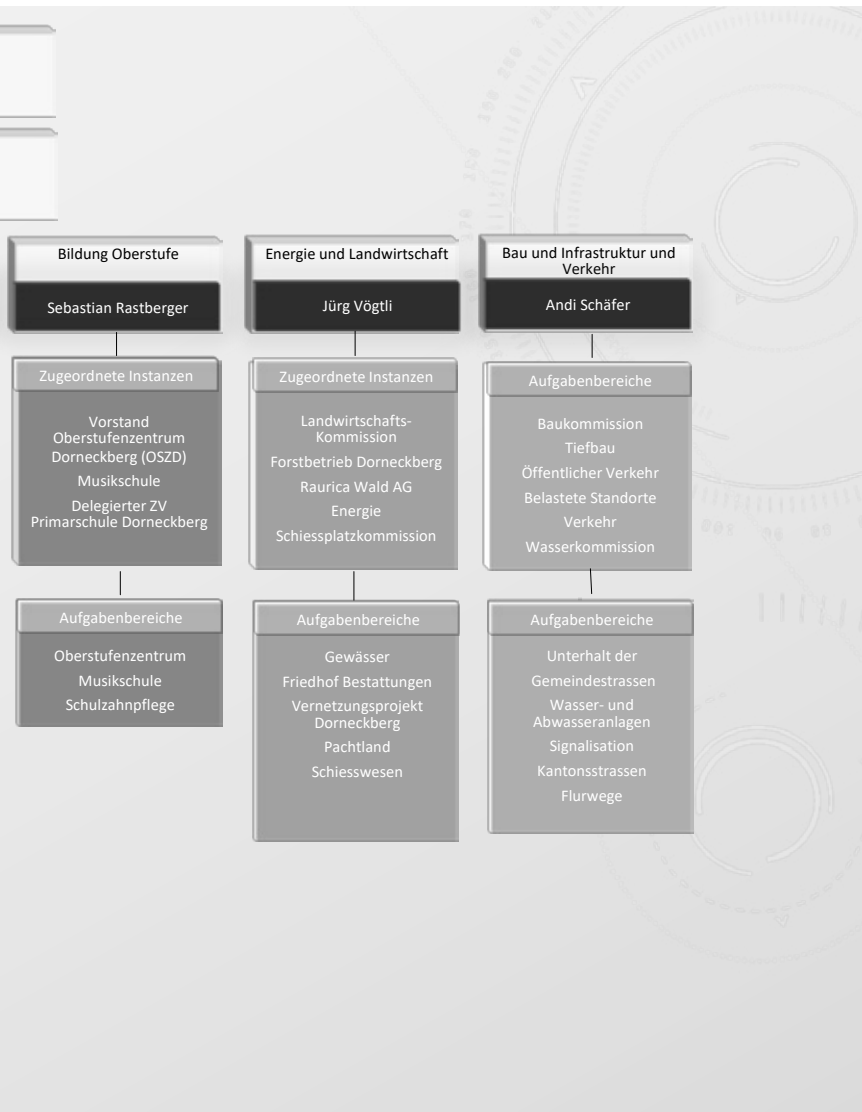 Bildung Oberstufe
Sebastian Rastberger
Zugeordnete Instanzen
Vorstand
Oberstufenzentrum
Dorneckberg (OSZD)
Musikschule
Delegierter ZV
Primarschule Dorneckberg
Aufgabenbereiche
Oberstufenzentrum
Musikschule
Schulzahnpflege
Energie und Landwirtschaft
Jürg Vögtli
Zugeordnete Instanzen
Landwirtschafts-
Kommission
Forstbetrieb Dorneckberg
Raurica Wald AG
Energie
Schiessplatzkommission
Aufgabenbereiche
Gewässer
Friedhof Bestattungen
Vernetzungsprojekt
Dorneckberg
Pachtland
Schiesswesen
Bau und Infrastruktur und
Verkehr
Andi Schäfer
Aufgabenbereiche
Baukommission
Tiefbau
Öffentlicher Verkehr
Belastete Standorte
Verkehr
Wasserkommission
Aufgabenbereiche
Unterhalt der
Gemeindestrassen
Wasser- und
Abwasseranlagen
Signalisation
Kantonsstrassen
Flurwege